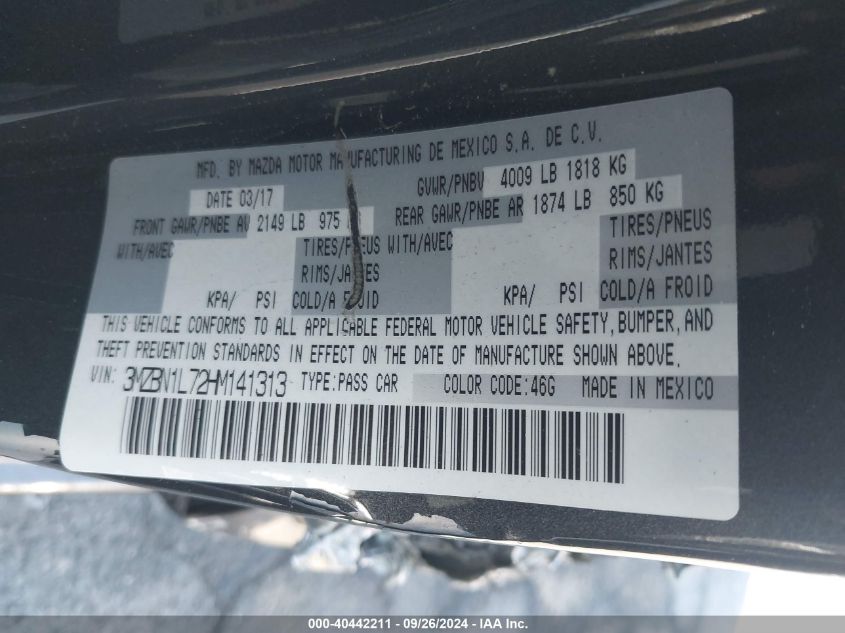 MFD. BY MAZDA MOTOR MANUFACTURING DE MEXICO S.A. DE C.V.
DATE 03/17 GVWR/PNBV 4009 LB 1818 KG
FRONT GAWR/PNBE AV 2149 LB 975 REAR GAWR/PNBE AR 1874 LB 850 KG
WITH/AVEC TIRES/PNEUS WITH/AVEC TIRES/PNEUS
RIMS/JANTES RIMS/JANTES
KPA/ PSI COLD/A FROID KPA/ PSI COLD/A FROID
THIS VEHICLE CONFORMS TO ALL APPLICABLE FEDERAL MOTOR VEHICLE SAFETY, BUMPER, AND
THEFT PREVENTION STANDARDS IN EFFECT ON THE DATE OF MANUFACTURE SHOWN ABOVE.
VIN: 3MZBN1L72HM141313 TYPE:PASS CAR COLOR CODE:46G MADE IN MEXICO
000-40442211 - 09/26/2024 - IAA Inc.